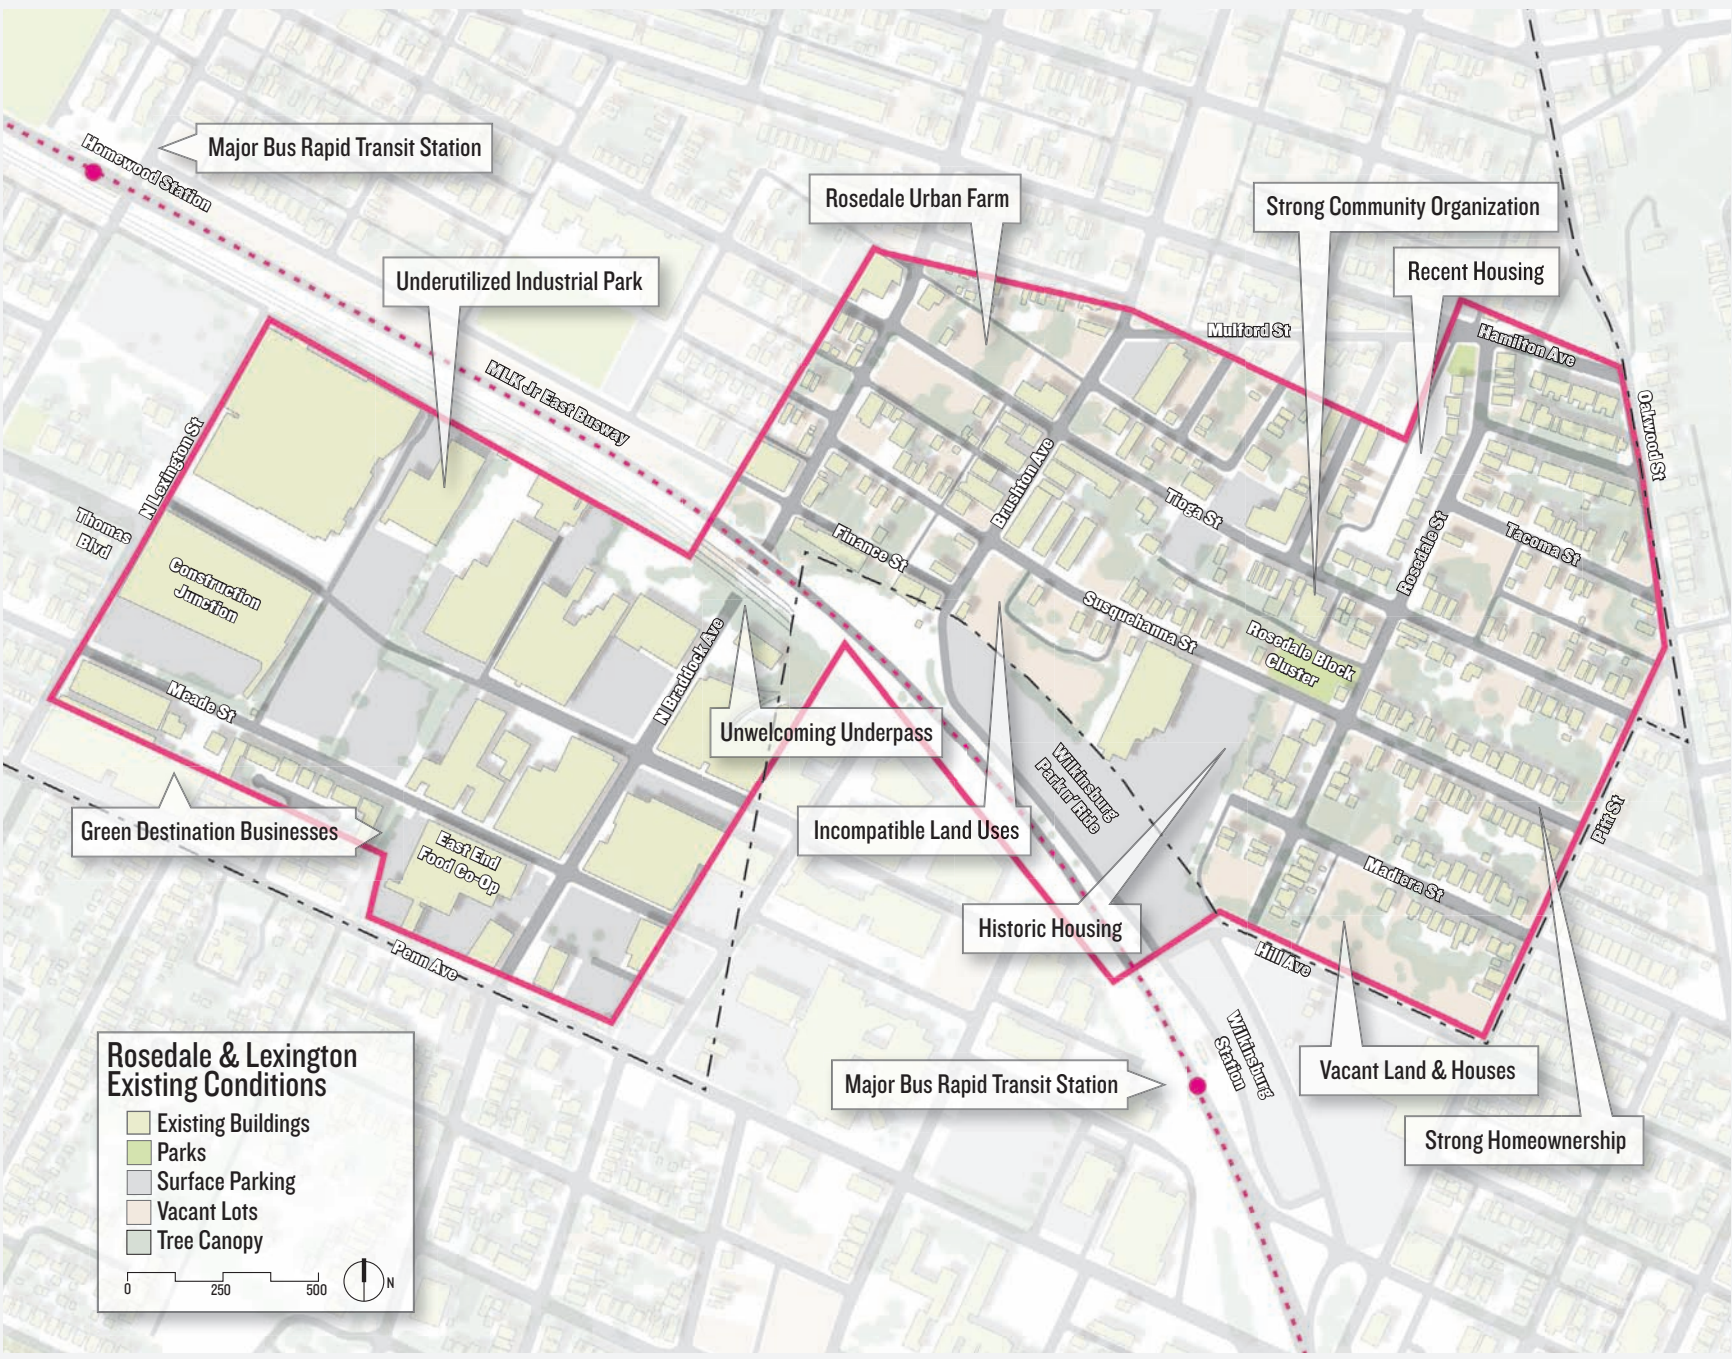 Homewood Station
Major Bus Rapid Transit Station
Rosedale Urban Farm
Strong Community Organization
Underutilized Industrial Park
Recent Housing
Mulford St
Hamilton Ave
MLK Jr East Busway
Oakwood St
N Lexington St
Thomas
Blvd
Brushton Ave
Tioga St
Finance St
Rosedale St
Tacoma St
Construction
Junction
Susquehanna St
Rosedale Block
Cluster
N Braddock Ave
Meade St
Unwelcoming Underpass
Wilkinsburg
Park n' Ride
Incompatible Land Uses
Green Destination Businesses
East End
Food Co-Op
Pitt St
Madiera St
Historic Housing
Penn Ave
Hill Ave
Wilkinsburg
Station
Major Bus Rapid Transit Station
Vacant Land & Houses
Strong Homeownership
Rosedale & Lexington
Existing Conditions
Existing Buildings
Parks
Surface Parking
Vacant Lots
Tree Canopy
0 250 500 N